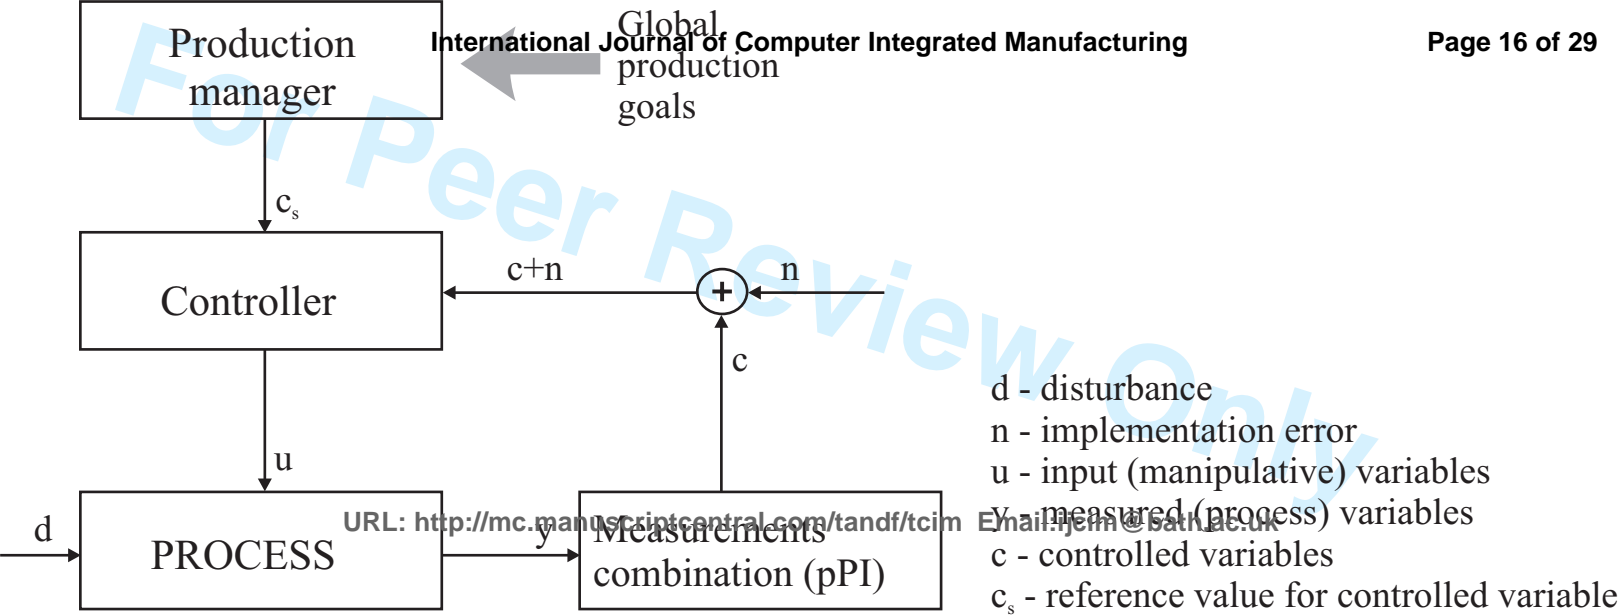 International Journal of Computer Integrated Manufacturing
Page 16 of 29
Production
manager
Global
production
goals
For Peer Review Only
c_s
Controller
c+n
+
n
c
u
d
PROCESS
y
Measurements
combination (pPI)
d - disturbance
n - implementation error
u - input (manipulative) variables
y - measured (process) variables
c - controlled variables
c_s - reference value for controlled variable
URL: http://mc.manuscriptcentral.com/tandf/tcim Email:ijcim@bath.ac.uk